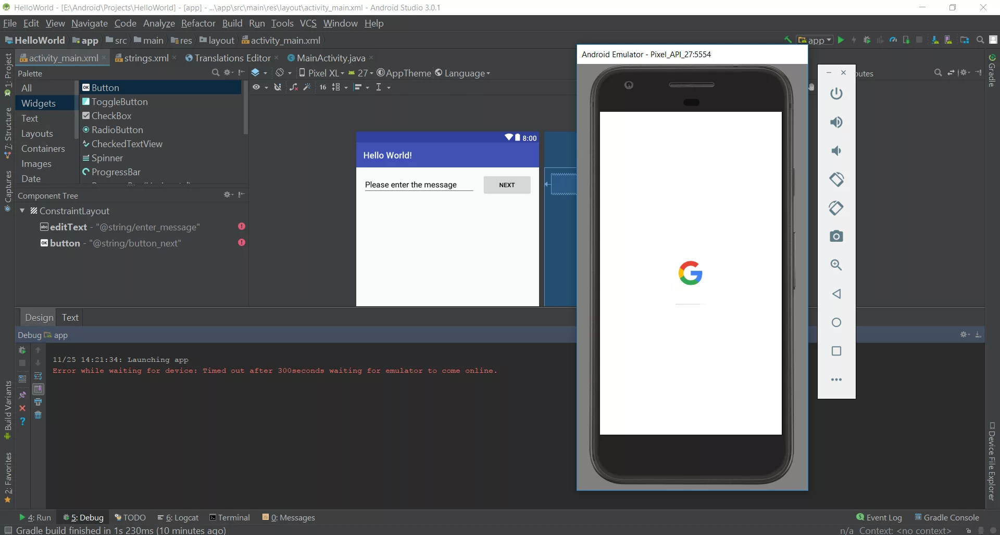 HelloWorld - [E:\Android\Projects\HelloWorld] - [app] - ...\app\src\main\res\layout\activity_main.xml - Android Studio 3.0.1
File Edit View Navigate Code Analyze Refactor Build Run Tools VCS Window Help
HelloWorld app src main res layout activity_main.xml
app
activity_main.xml strings.xml Translations Editor MainActivity.java
Palette
Pixel XL 27 AppTheme Language
butes
All
Widgets
Text
Layouts
Containers
Images
Date
Button
ToggleButton
CheckBox
RadioButton
CheckedTextView
Spinner
ProgressBar
16
Component Tree
ConstraintLayout
editText - "@string/enter_message"
button - "@string/button_next"
8:00
Hello World!
Please enter the message
NEXT
Android Emulator - Pixel_API_27:5554
G
Design Text
Debug app
11/25 14:21:34: Launching app
Error while waiting for device: Timed out after 300seconds waiting for emulator to come online.
1: Project
7: Structure
Captures
Build Variants
2: Favorites
Gradle
Device File Explorer
4: Run 5: Debug TODO 6: Logcat Terminal 0: Messages
5 Event Log Gradle Console
Gradle build finished in 1s 230ms (10 minutes ago)
n/a Context: <no context>